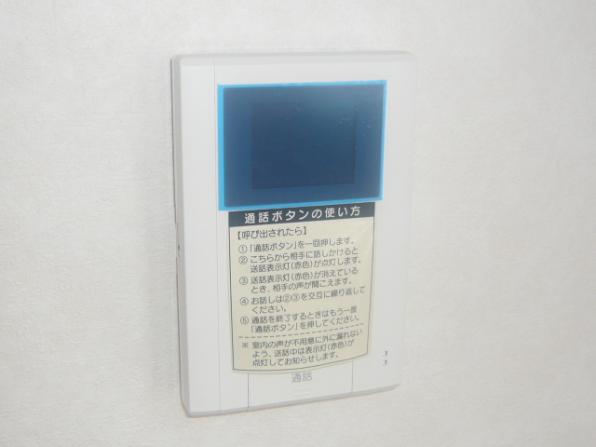 通話ボタンの使い方
【呼び出されたら】
①「通話ボタン」を一回押します。
② こちらから相手に話しかけると
送話表示灯(赤色)が点灯します。
③ 送話表示灯(赤色)が消えている
とき、相手の声が聞こえます。
④ お話しは②③を交互に繰り返して
ください。
⑤ 通話を終了するときはもう一度
「通話ボタン」を押してください。
※ 室内の声が不用意に外に漏れない
よう、送話中は表示灯(赤色)が
点灯してお知らせします。
通話